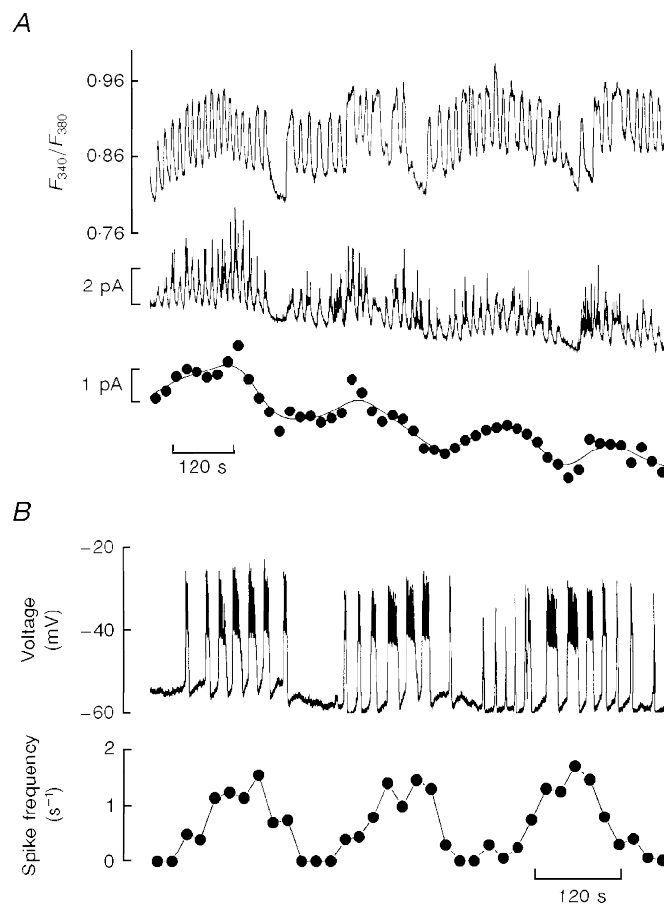 A
0·96
0·86
0·76
F340/F380
2 pA
1 pA
120 s
B
-20
-40
-60
Voltage
(mV)
2
1
0
Spike frequency
(s⁻¹)
120 s